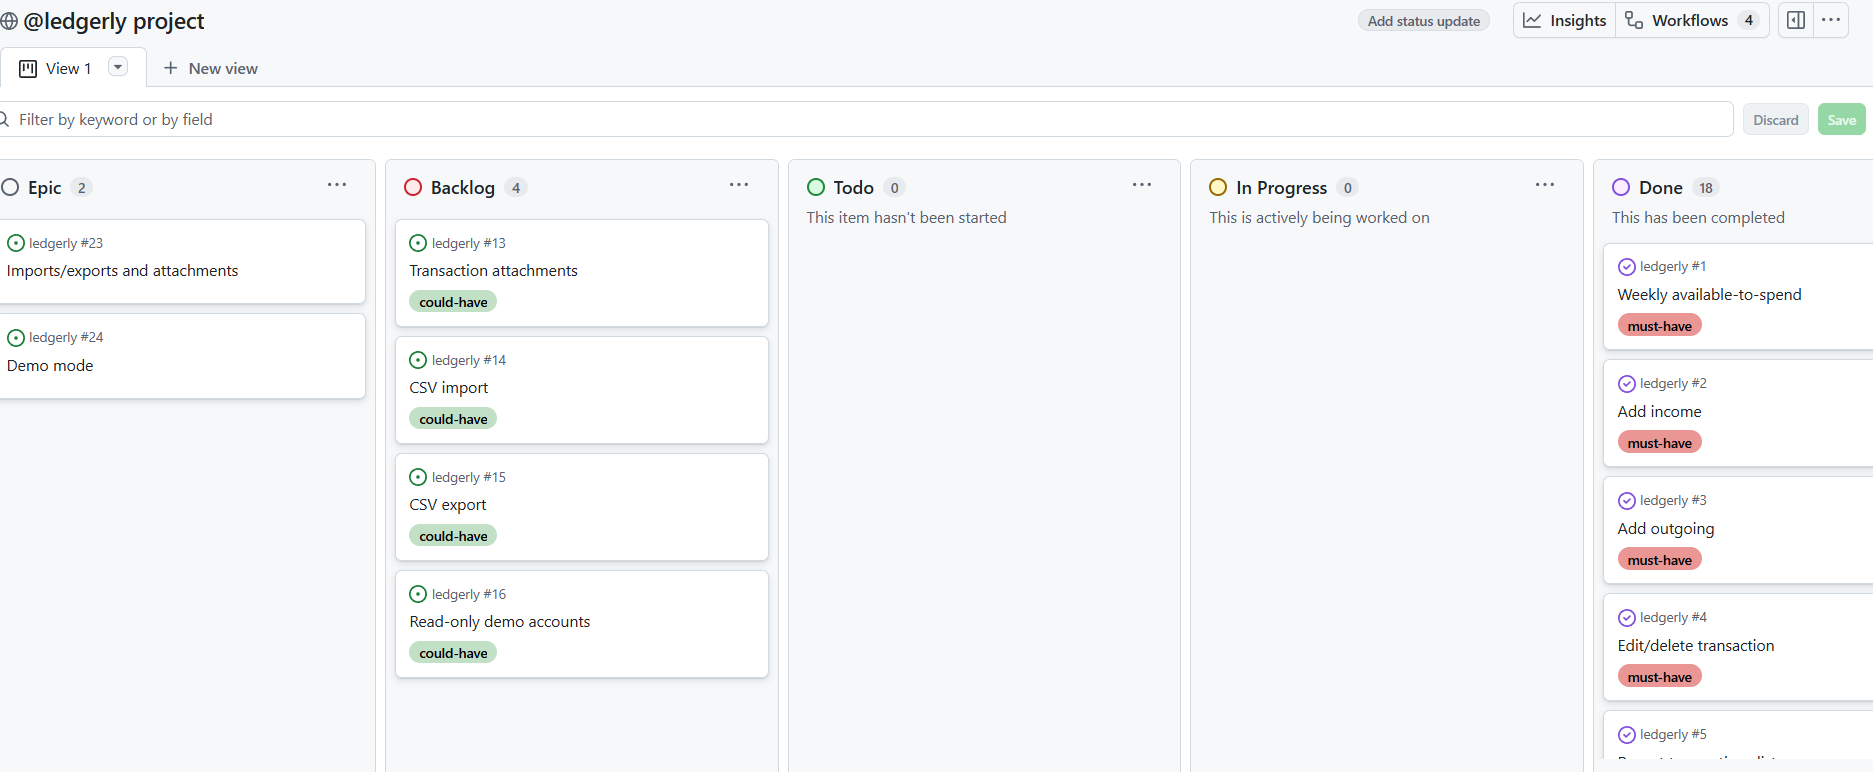 @ledgerly project
Add status update
Insights
Workflows 4
View 1
New view
Filter by keyword or by field
Discard
Save
Epic 2
ledgerly #23
Imports/exports and attachments
ledgerly #24
Demo mode
Backlog 4
ledgerly #13
Transaction attachments
could-have
ledgerly #14
CSV import
could-have
ledgerly #15
CSV export
could-have
ledgerly #16
Read-only demo accounts
could-have
Todo 0
This item hasn't been started
In Progress 0
This is actively being worked on
Done 18
This has been completed
ledgerly #1
Weekly available-to-spend
must-have
ledgerly #2
Add income
must-have
ledgerly #3
Add outgoing
must-have
ledgerly #4
Edit/delete transaction
must-have
ledgerly #5